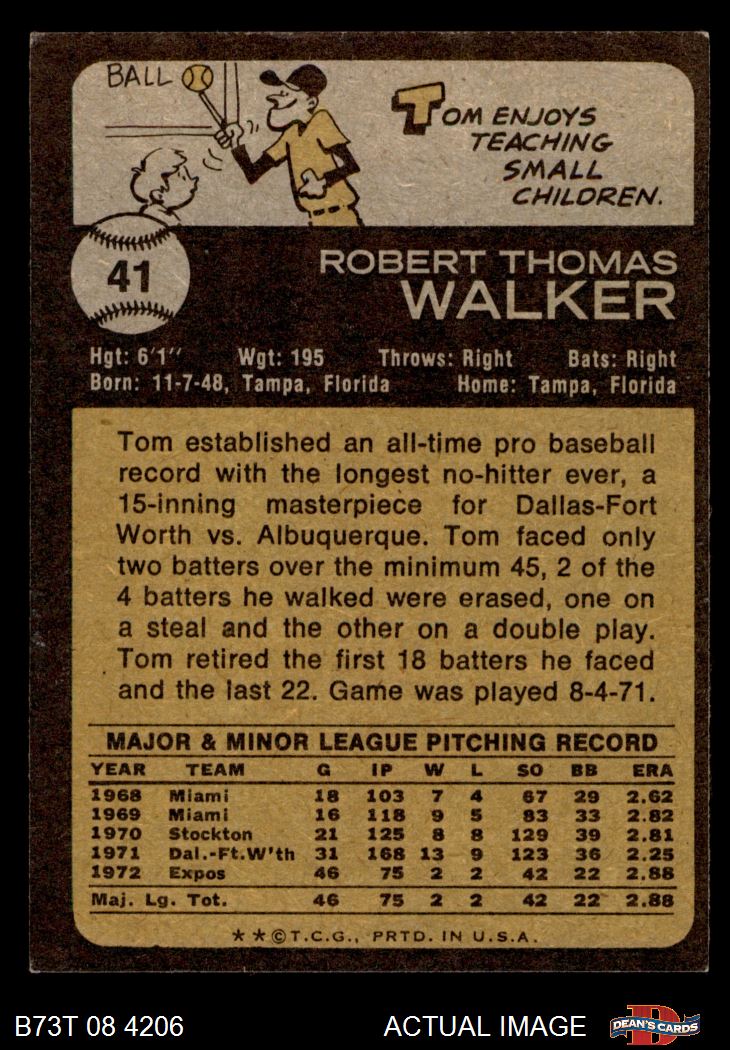 BALL
TOM ENJOYS
TEACHING
SMALL
CHILDREN.
41
ROBERT THOMAS
WALKER
Hgt: 6'1" Wgt: 195 Throws: Right Bats: Right
Born: 11-7-48, Tampa, Florida Home: Tampa, Florida
Tom established an all-time pro baseball
record with the longest no-hitter ever, a
15-inning masterpiece for Dallas-Fort
Worth vs. Albuquerque. Tom faced only
two batters over the minimum 45, 2 of the
4 batters he walked were erased, one on
a steal and the other on a double play.
Tom retired the first 18 batters he faced
and the last 22. Game was played 8-4-71.
MAJOR & MINOR LEAGUE PITCHING RECORD
YEAR TEAM G IP W L SO BB ERA
1968 Miami 18 103 7 4 67 29 2.62
1969 Miami 16 118 9 5 83 33 2.82
1970 Stockton 21 125 8 8 129 39 2.81
1971 Dal.-Ft.W'th 31 168 13 9 123 36 2.25
1972 Expos 46 75 2 2 42 22 2.88
Maj. Lg. Tot. 46 75 2 2 42 22 2.88
**©T.C.G., PRTD. IN U.S.A.
B73T 08 4206 ACTUAL IMAGE D DEAN'S CARDS